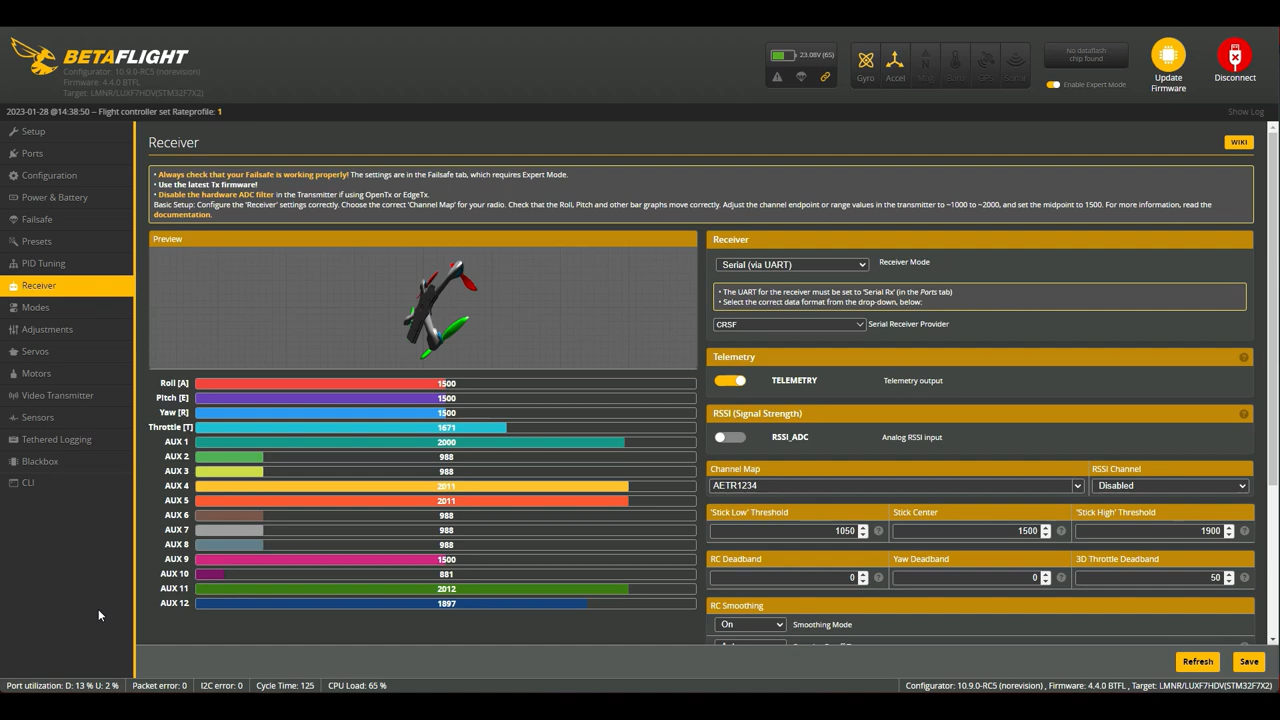 BETAFLIGHT
Configurator: 10.9.0-RC5 (norevision)
Firmware: 4.4.0 BTFL
Target: LMNR/LUXF7HDV(STM32F7X2)
23.08V (6S)
Gyro
Accel
Mag
Baro
GPS
Sonar
No dataflash
chip found
Enable Expert Mode
Update
Firmware
Disconnect
2023-01-28 @14:38:50 -- Flight controller set Rateprofile: 1
Show Log
Setup
Ports
Configuration
Power & Battery
Failsafe
Presets
PID Tuning
Receiver
Modes
Adjustments
Servos
Motors
Video Transmitter
Sensors
Tethered Logging
Blackbox
CLI
Receiver
WIKI
• Always check that your Failsafe is working properly! The settings are in the Failsafe tab, which requires Expert Mode.
• Use the latest Tx firmware!
• Disable the hardware ADC filter in the Transmitter if using OpenTx or EdgeTx.
Basic Setup: Configure the 'Receiver' settings correctly. Choose the correct 'Channel Map' for your radio. Check that the Roll, Pitch and other bar graphs move correctly. Adjust the channel endpoint or range values in the transmitter to ~1000 to ~2000, and set the midpoint to 1500. For more information, read the
documentation.
Preview
Roll [A] 1500
Pitch [E] 1500
Yaw [R] 1500
Throttle [T] 1671
AUX 1 2000
AUX 2 988
AUX 3 988
AUX 4 2011
AUX 5 2011
AUX 6 988
AUX 7 988
AUX 8 988
AUX 9 1500
AUX 10 881
AUX 11 2012
AUX 12 1897
Receiver
Serial (via UART) Receiver Mode
• The UART for the receiver must be set to 'Serial Rx' (in the Ports tab)
• Select the correct data format from the drop-down, below:
CRSF Serial Receiver Provider
Telemetry
TELEMETRY Telemetry output
RSSI (Signal Strength)
RSSI_ADC Analog RSSI input
Channel Map RSSI Channel
AETR1234 Disabled
'Stick Low' Threshold Stick Center 'Stick High' Threshold
1050 1500 1900
RC Deadband Yaw Deadband 3D Throttle Deadband
0 0 50
RC Smoothing
On Smoothing Mode
Refresh
Save
Port utilization: D: 13 % U: 2 % Packet error: 0 I2C error: 0 Cycle Time: 125 CPU Load: 65 %
Configurator: 10.9.0-RC5 (norevision) , Firmware: 4.4.0 BTFL , Target: LMNR/LUXF7HDV(STM32F7X2)